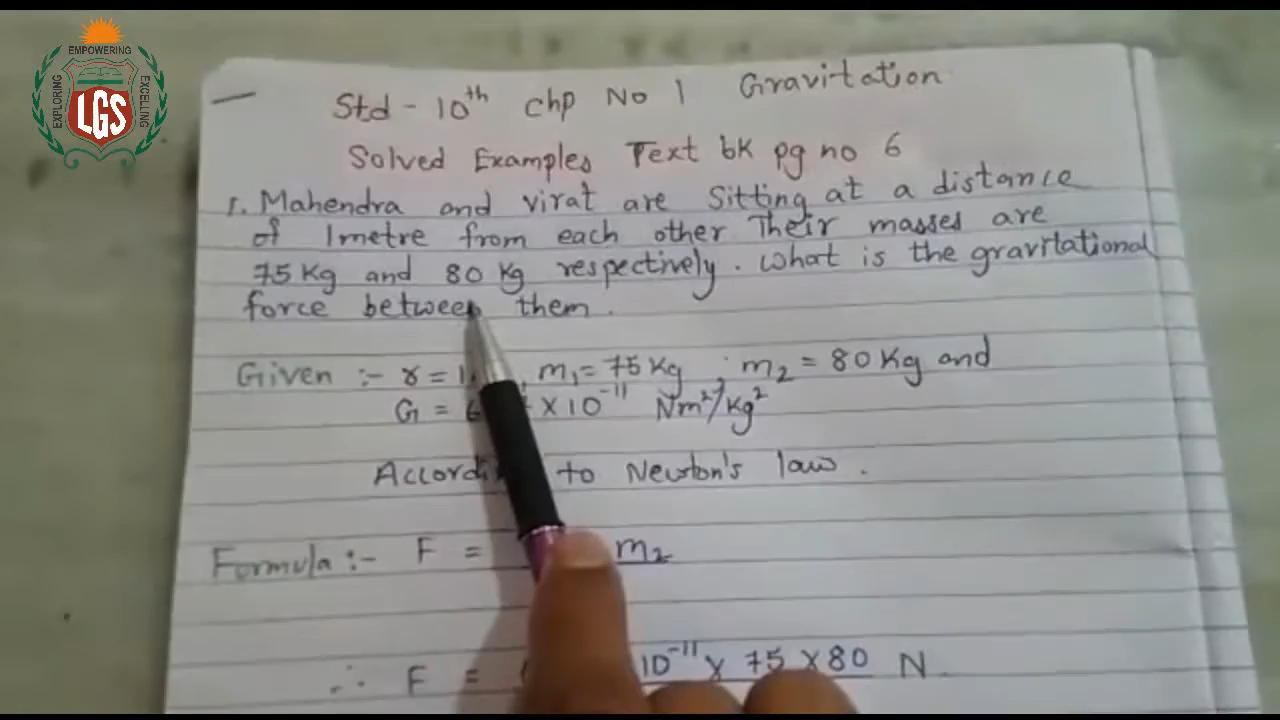 EMPOWERING
EXPLORING
EXCELLING
LGS
Std - 10th Chp No 1 Gravitation
Solved Examples Text bk pg no 6
1. Mahendra and virat are Sitting at a distance
of 1metre from each other Their masses are
75 Kg and 80 Kg respectively. What is the gravitational
force between them.
Given :- r = 1 , m₁ = 75 Kg ; m₂ = 80 Kg and
G = 6 × 10⁻¹¹ Nm²/Kg²
According to Newton's law.
Formula :- F = m₂
∴ F = 10⁻¹¹ × 75 × 80 N